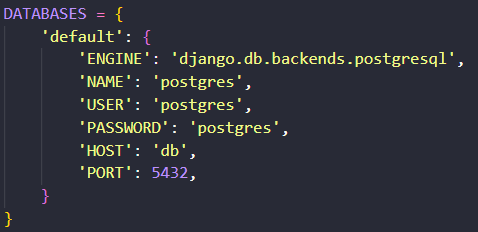 DATABASES = {
    'default': {
        'ENGINE': 'django.db.backends.postgresql',
        'NAME': 'postgres',
        'USER': 'postgres',
        'PASSWORD': 'postgres',
        'HOST': 'db',
        'PORT': 5432,
    }
}